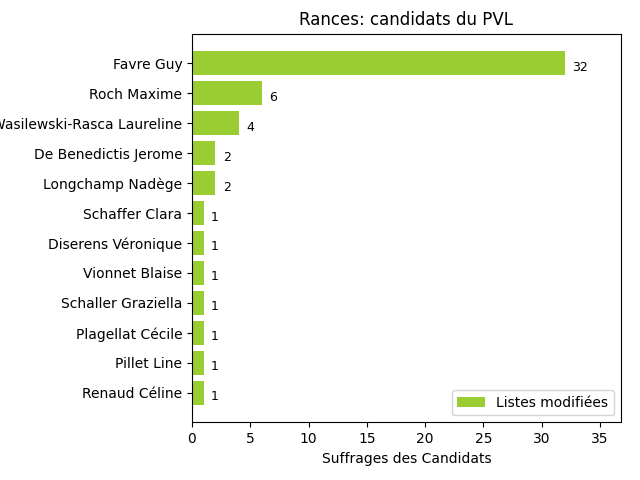 Rances: candidats du PVL
Favre Guy 32
Roch Maxime 6
Wasilewski-Rasca Laureline 4
De Benedictis Jerome 2
Longchamp Nadège 2
Schaffer Clara 1
Diserens Véronique 1
Vionnet Blaise 1
Schaller Graziella 1
Plagellat Cécile 1
Pillet Line 1
Renaud Céline 1
Listes modifiées
0 5 10 15 20 25 30 35
Suffrages des Candidats